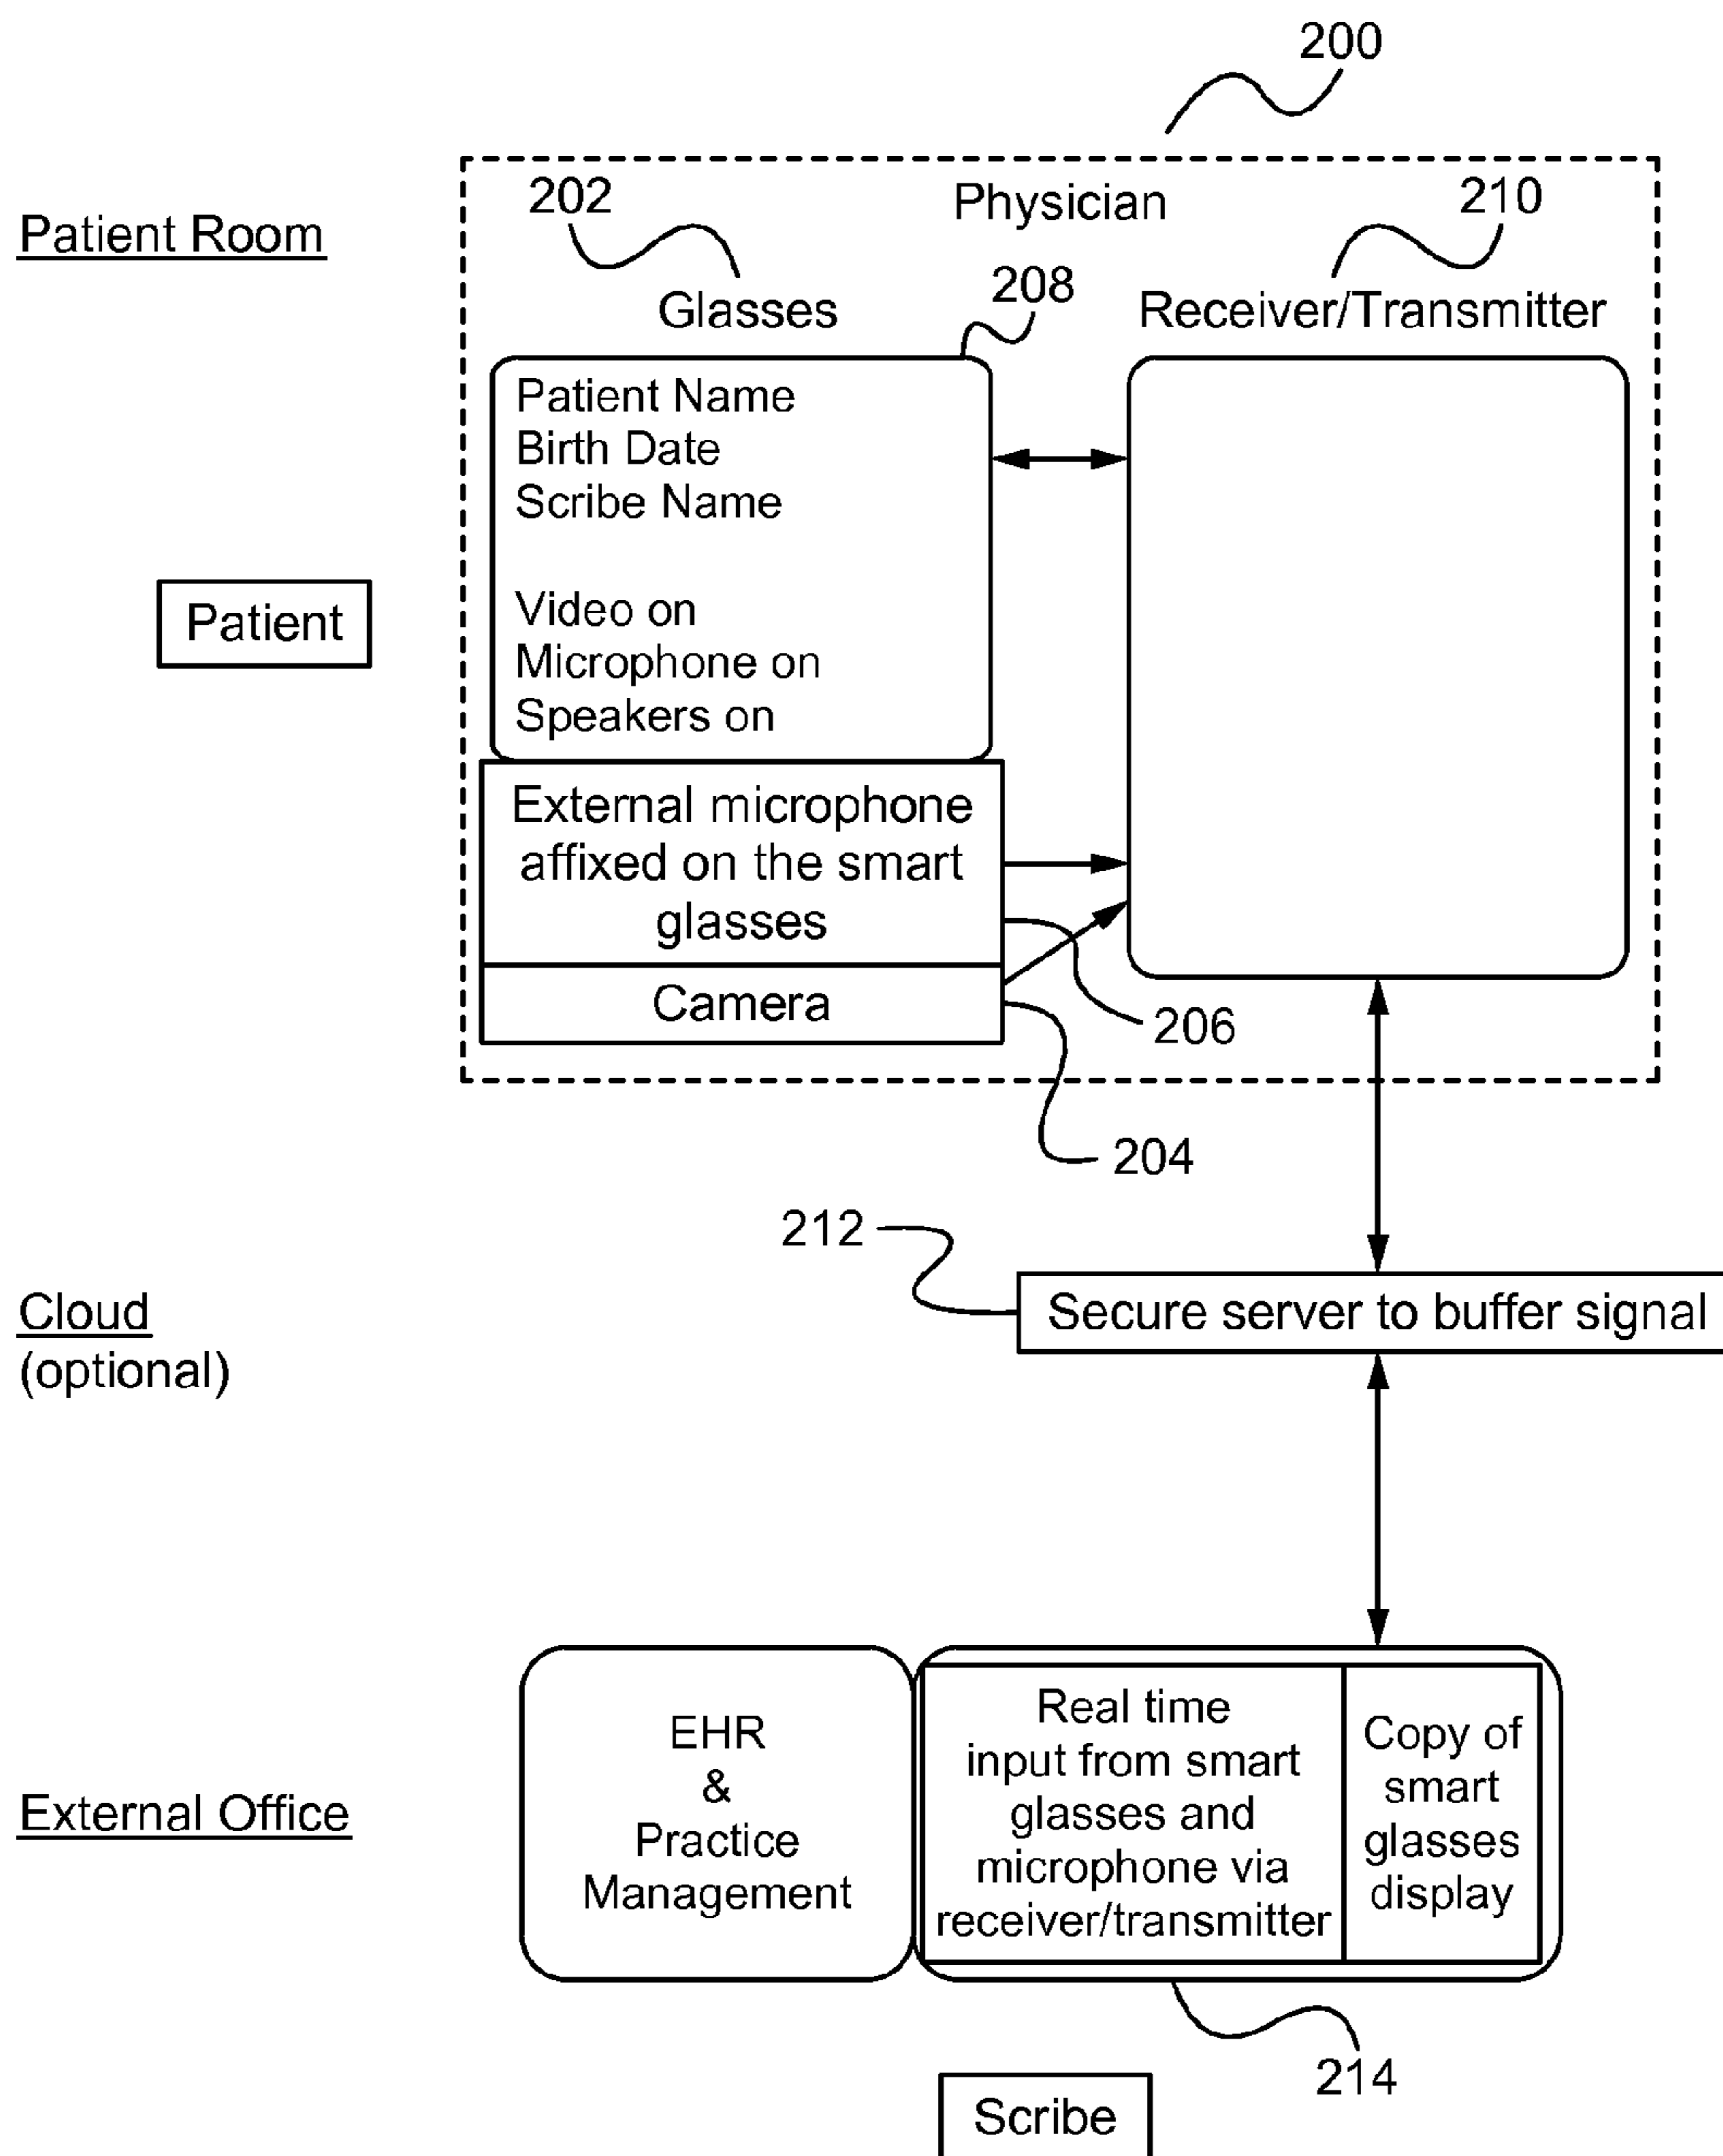 200
Patient Room
202
Physician
210
Glasses
208
Receiver/Transmitter
Patient Name
Birth Date
Scribe Name
Video on
Microphone on
Speakers on
Patient
External microphone
affixed on the smart
glasses
Camera
206
204
212
Cloud
(optional)
Secure server to buffer signal
External Office
EHR
&
Practice
Management
Real time
input from smart
glasses and
microphone via
receiver/transmitter
Copy of
smart
glasses
display
214
Scribe